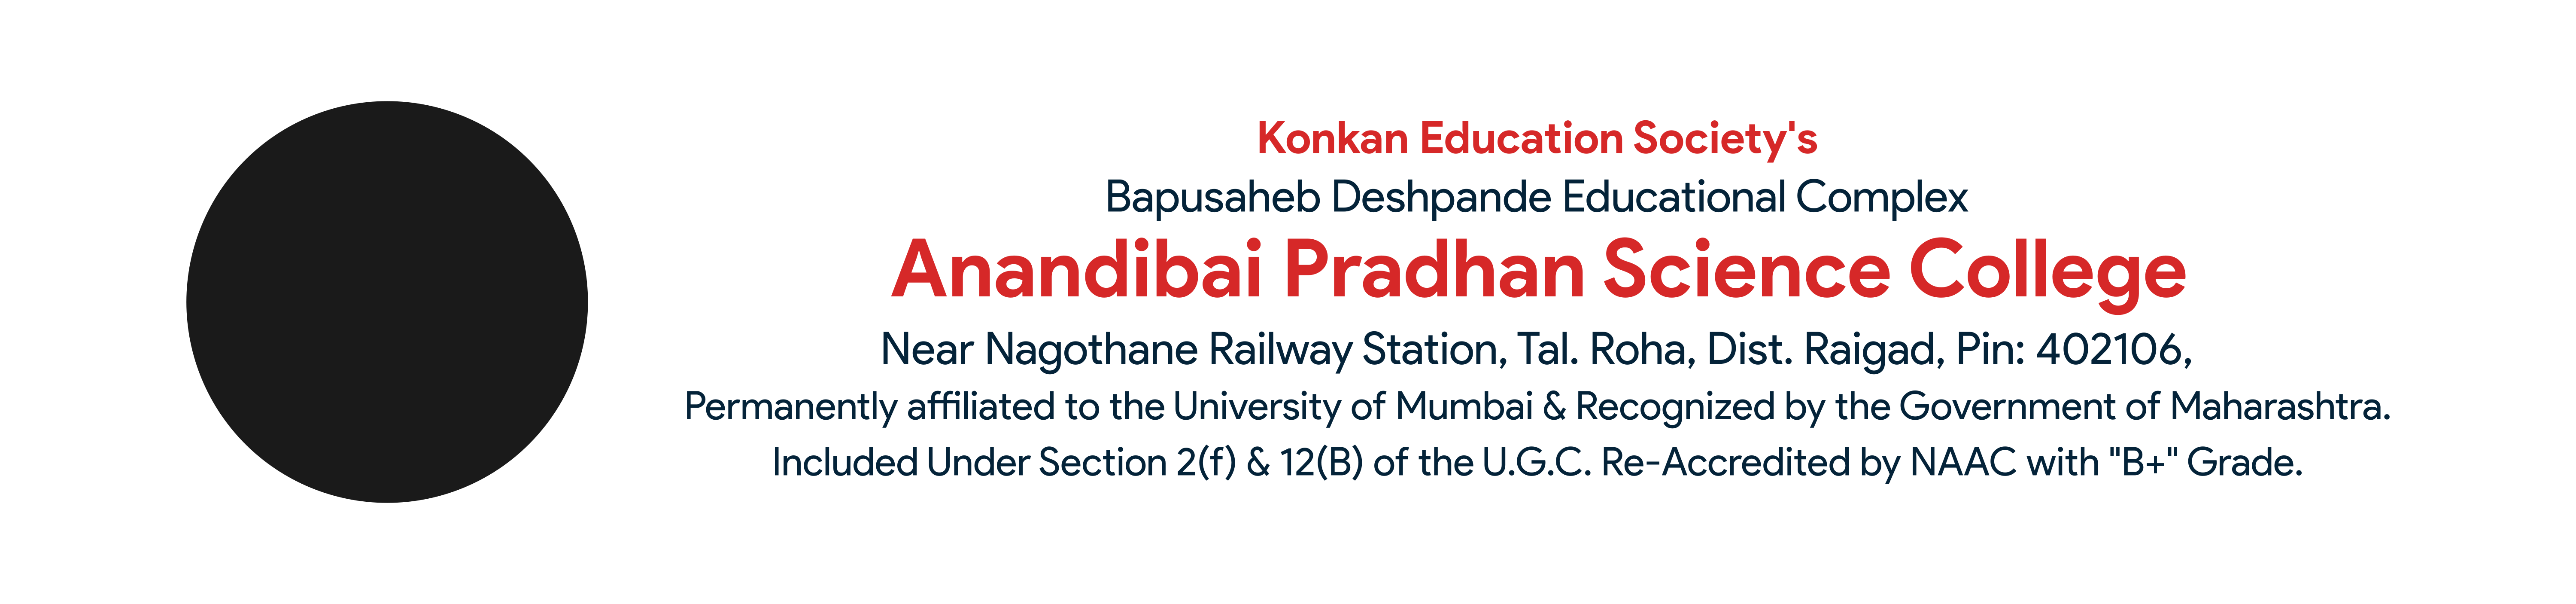 Konkan Education Society's
Bapusaheb Deshpande Educational Complex
Anandibai Pradhan Science College
Near Nagothane Railway Station, Tal. Roha, Dist. Raigad, Pin: 402106,
Permanently affiliated to the University of Mumbai & Recognized by the Government of Maharashtra.
Included Under Section 2(f) & 12(B) of the U.G.C. Re-Accredited by NAAC with "B+" Grade.